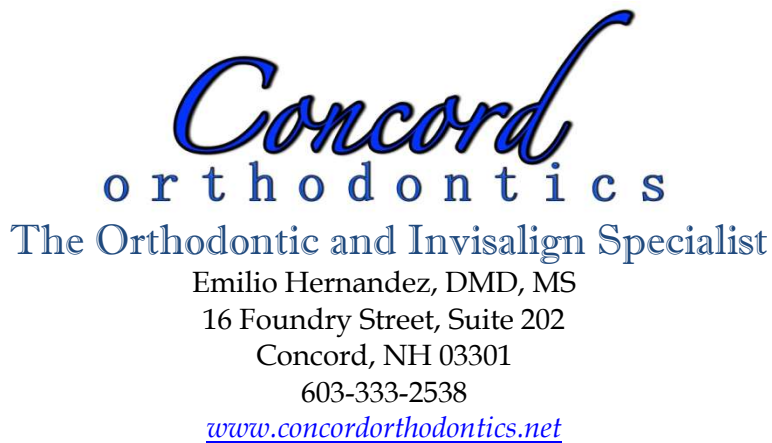 Concord
orthodontics
The Orthodontic and Invisalign Specialist
Emilio Hernandez, DMD, MS
16 Foundry Street, Suite 202
Concord, NH 03301
603-333-2538
www.concordorthodontics.net